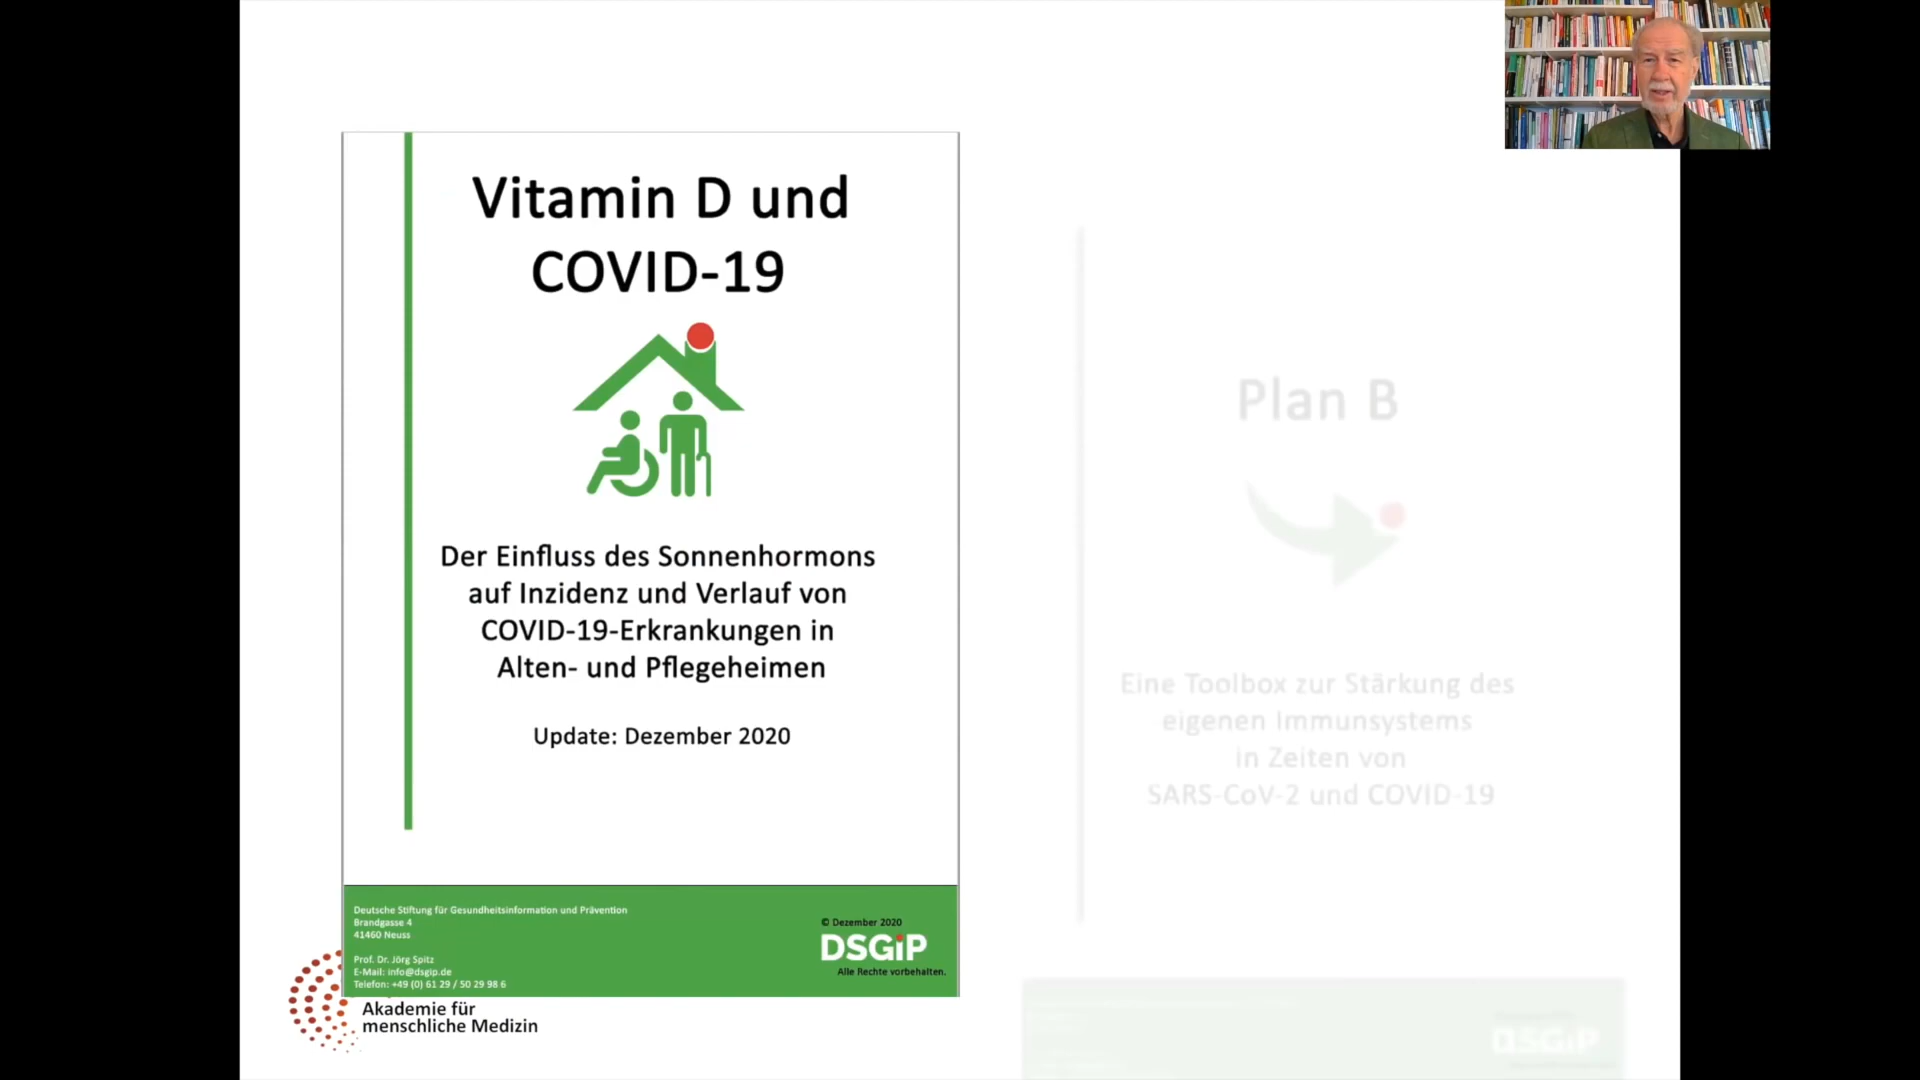 Vitamin D und
COVID-19
Der Einfluss des Sonnenhormons
auf Inzidenz und Verlauf von
COVID-19-Erkrankungen in
Alten- und Pflegeheimen
Update: Dezember 2020
Deutsche Stiftung für Gesundheitsinformation und Prävention
Brandgasse 4
41460 Neuss
Prof. Dr. Jörg Spitz
E-Mail: info@dsgip.de
Telefon: +49 (0) 61 29 / 50 29 98 6
© Dezember 2020
DSGiP
Alle Rechte vorbehalten.
Akademie für
menschliche Medizin
Plan B
Eine Toolbox zur Stärkung des
eigenen Immunsystems
in Zeiten von
SARS-CoV-2 und COVID-19
DSGiP